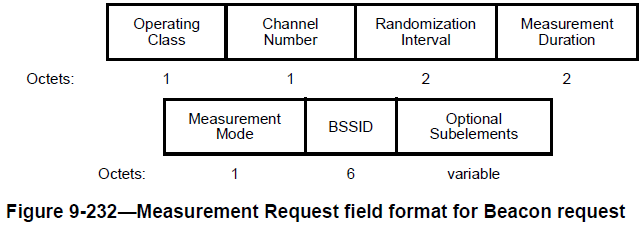 Operating Class
Channel Number
Randomization Interval
Measurement Duration
Octets: 1 1 2 2
Measurement Mode
BSSID
Optional Subelements
Octets: 1 6 variable
Figure 9-232—Measurement Request field format for Beacon request